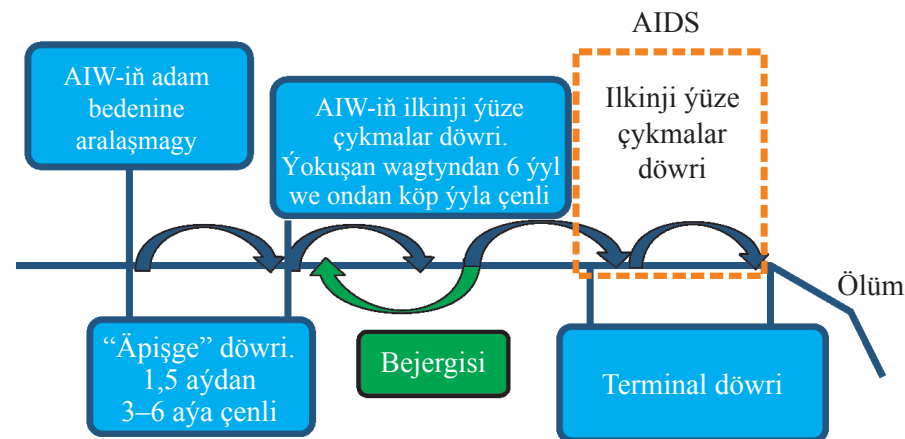 AIDS
AIW-iň adam
bedenine
aralaşmagy
AIW-iň ilkinji ýüze
çykmalar döwri.
Ýokuşan wagtyndan 6 ýyl
we ondan köp ýyla çenli
Ilkinji ýüze
çykmalar
döwri
Ölüm
“Äpişge” döwri.
1,5 aýdan
3–6 aýa çenli
Bejergisi
Terminal döwri